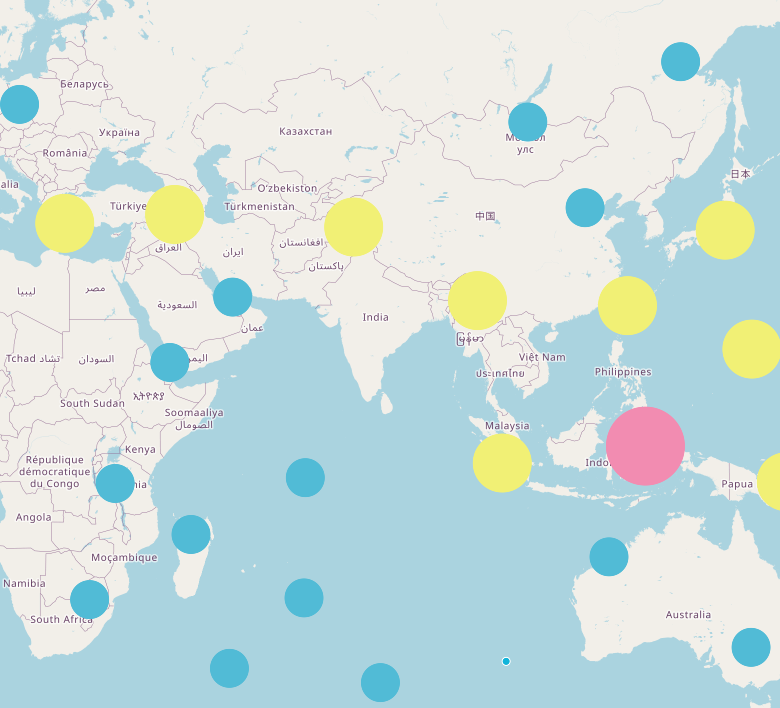 Беларусь
Україна
Казахстан
România
日本
alia
Oʻzbekiston
Türkiye
Türkmenistan
中国
улс
افغانستان
العراق
ایران
پاکستان
ليبيا
مصر
السعودية
India
عمان
မြန်မာ
Tchad تشاد
السودان
اليم
Việt Nam
ประเทศไทย
Philippines
ኢትዮጵያ
South Sudan
Soomaaliya
الصومال
Malaysia
Kenya
République
démocratique
du Congo
Indo
Papua
nia
Angola
Moçambique
Namibia
South Africa
Australia